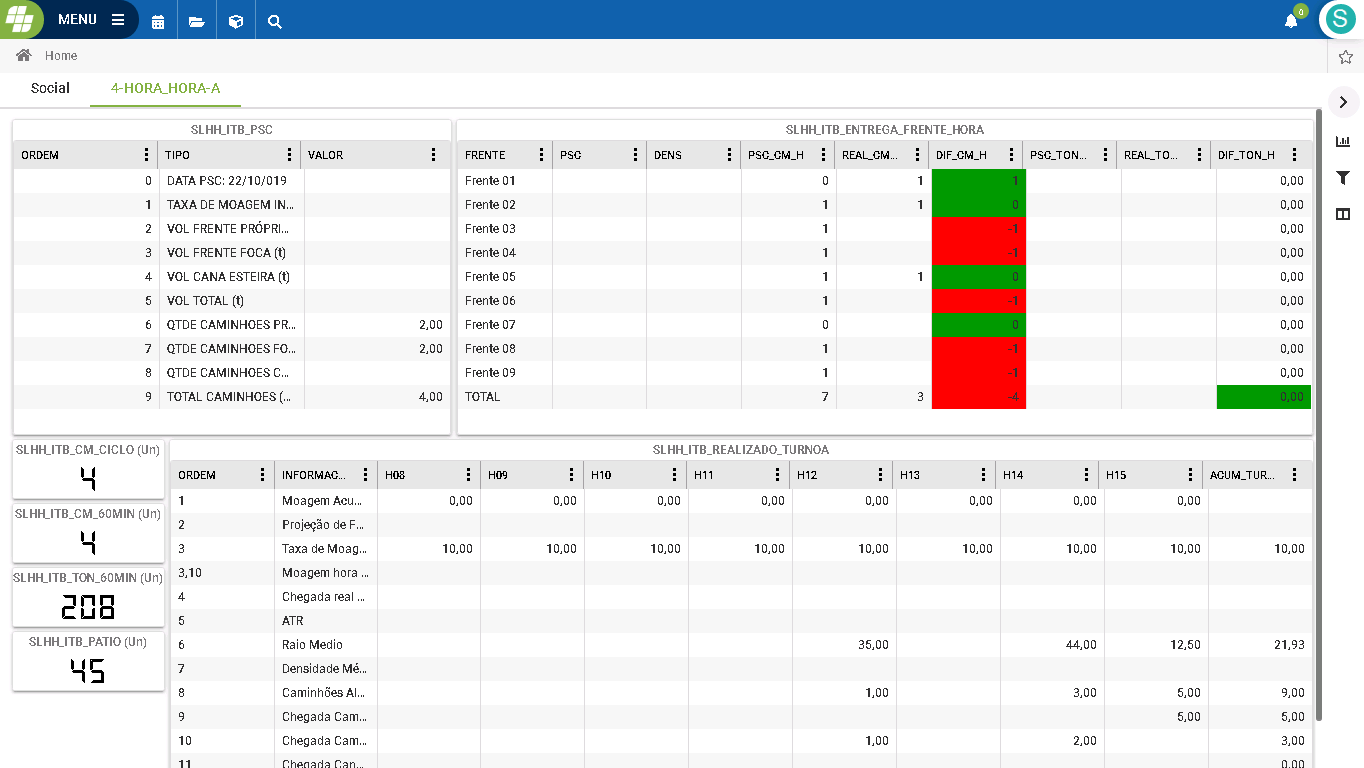 MENU
0
S
Home
Social 4-HORA_HORA-A
SLHH_ITB_PSC
ORDEM TIPO VALOR
0 DATA PSC: 22/10/019
1 TAXA DE MOAGEM IN...
2 VOL FRENTE PRÓPRI...
3 VOL FRENTE FOCA (t)
4 VOL CANA ESTEIRA (t)
5 VOL TOTAL (t)
6 QTDE CAMINHOES PR... 2,00
7 QTDE CAMINHOES FO... 2,00
8 QTDE CAMINHOES C...
9 TOTAL CAMINHOES (... 4,00
SLHH_ITB_ENTREGA_FRENTE_HORA
FRENTE PSC DENS PSC_CM_H REAL_CM... DIF_CM_H PSC_TON... REAL_TO... DIF_TON_H
Frente 01 0 1 1 0,00
Frente 02 1 1 0 0,00
Frente 03 1 -1 0,00
Frente 04 1 -1 0,00
Frente 05 1 1 0 0,00
Frente 06 1 -1 0,00
Frente 07 0 0 0,00
Frente 08 1 -1 0,00
Frente 09 1 -1 0,00
TOTAL 7 3 -4 0,00
SLHH_ITB_CM_CICLO (Un)
4
SLHH_ITB_CM_60MIN (Un)
4
SLHH_ITB_TON_60MIN (Un)
208
SLHH_ITB_PATIO (Un)
45
SLHH_ITB_REALIZADO_TURNOA
ORDEM INFORMAC... H08 H09 H10 H11 H12 H13 H14 H15 ACUM_TUR...
1 Moagem Acu... 0,00 0,00 0,00 0,00 0,00 0,00 0,00 0,00
2 Projeção de F...
3 Taxa de Moag... 10,00 10,00 10,00 10,00 10,00 10,00 10,00 10,00 10,00
3,10 Moagem hora ...
4 Chegada real ...
5 ATR
6 Raio Medio 35,00 44,00 12,50 21,93
7 Densidade Mé...
8 Caminhões Al... 1,00 3,00 5,00 9,00
9 Chegada Cam... 5,00 5,00
10 Chegada Cam... 1,00 2,00 3,00
11 Chegada Can... 0,00